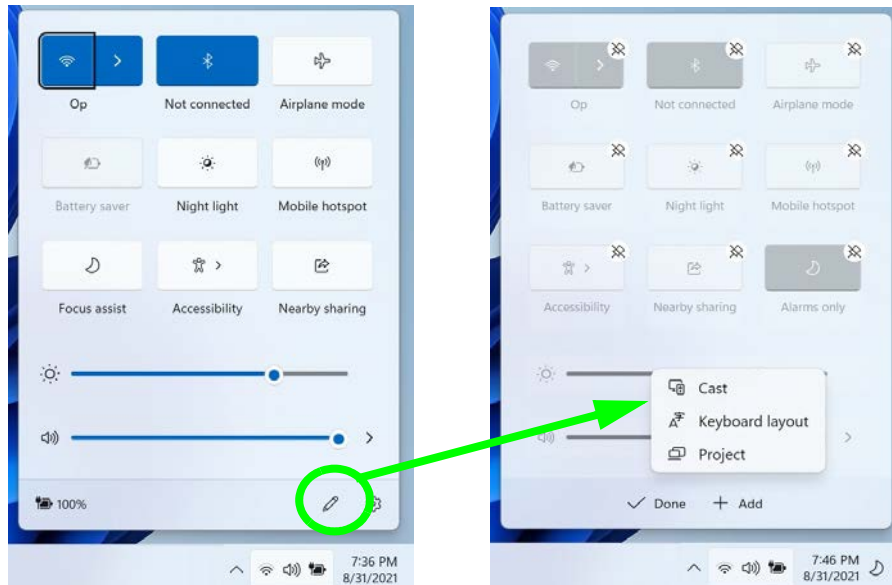 Op
Not connected
Airplane mode
Battery saver
Night light
Mobile hotspot
Focus assist
Accessibility
Nearby sharing
100%
7:36 PM
8/31/2021
Op
Not connected
Airplane mode
Battery saver
Night light
Mobile hotspot
Accessibility
Nearby sharing
Alarms only
Cast
Keyboard layout
Project
Done
Add
7:46 PM
8/31/2021